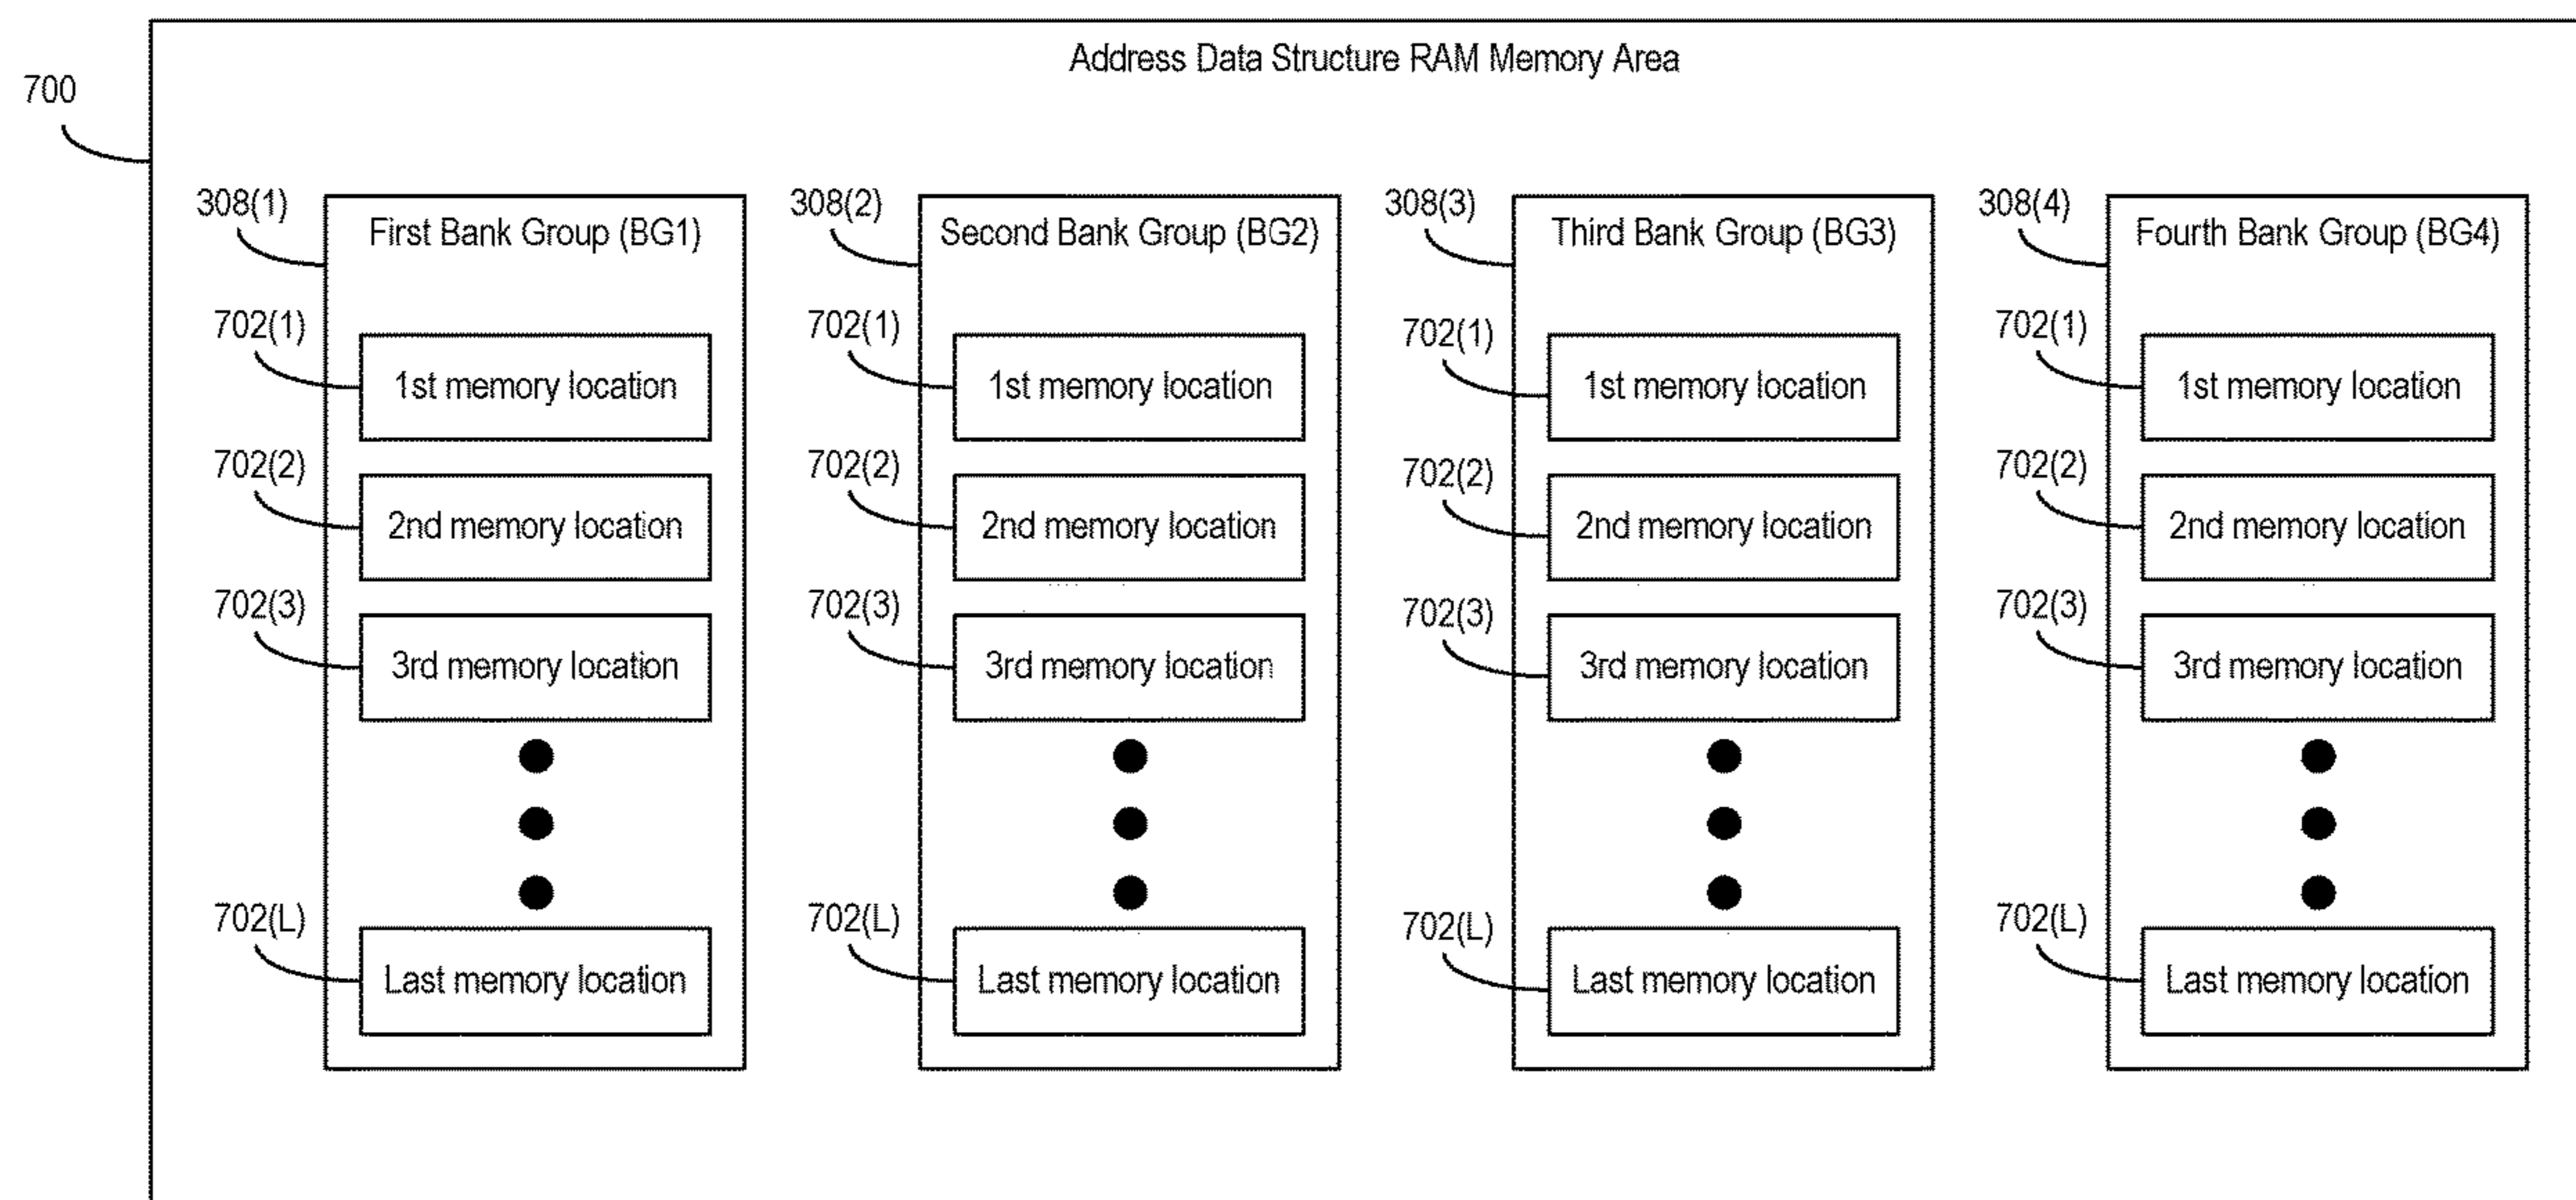 Address Data Structure RAM Memory Area
700
308(1)
First Bank Group (BG1)
702(1)
1st memory location
702(2)
2nd memory location
702(3)
3rd memory location
702(L)
Last memory location
308(2)
Second Bank Group (BG2)
702(1)
1st memory location
702(2)
2nd memory location
702(3)
3rd memory location
702(L)
Last memory location
308(3)
Third Bank Group (BG3)
702(1)
1st memory location
702(2)
2nd memory location
702(3)
3rd memory location
702(L)
Last memory location
308(4)
Fourth Bank Group (BG4)
702(1)
1st memory location
702(2)
2nd memory location
702(3)
3rd memory location
702(L)
Last memory location